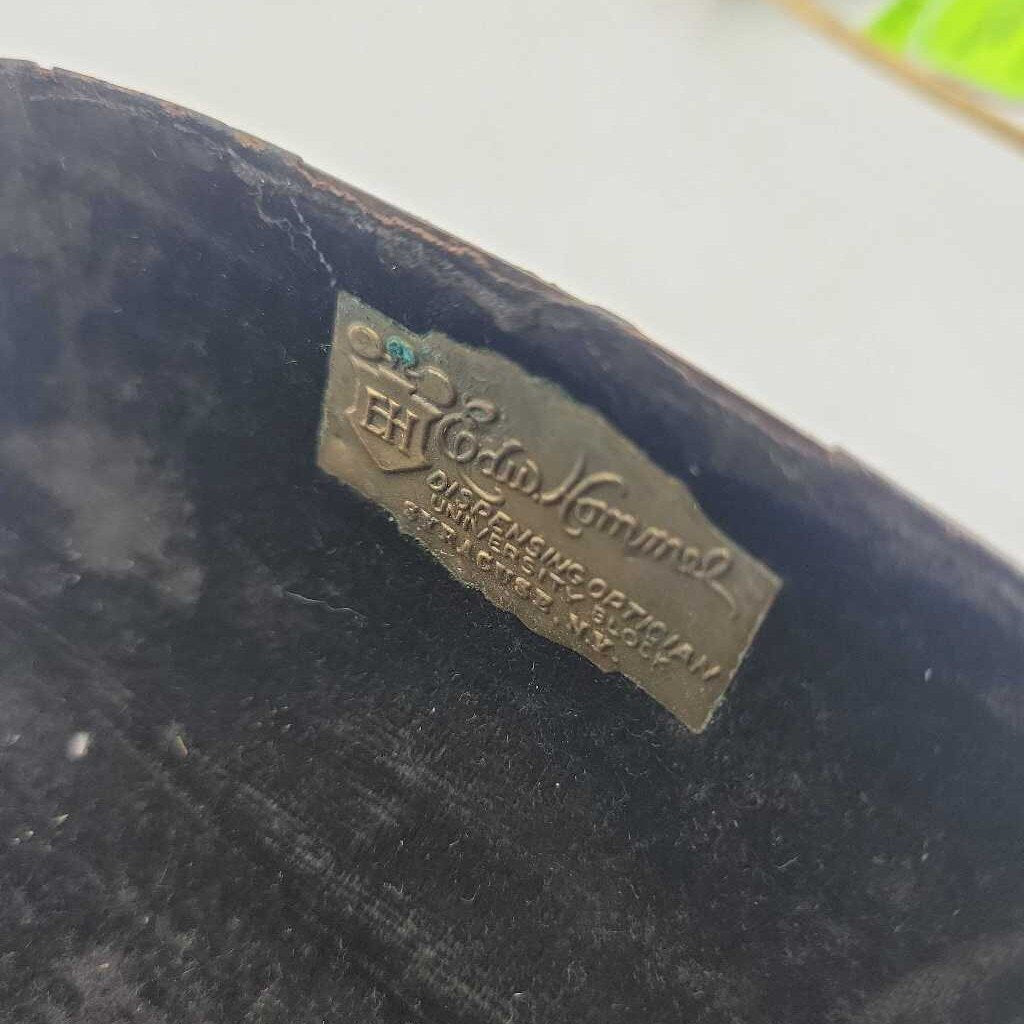 EH
Edw. Hommel
DISPENSING OPTICIAN
UNIVERSITY BLOCK
SYRACUSE, N.Y.